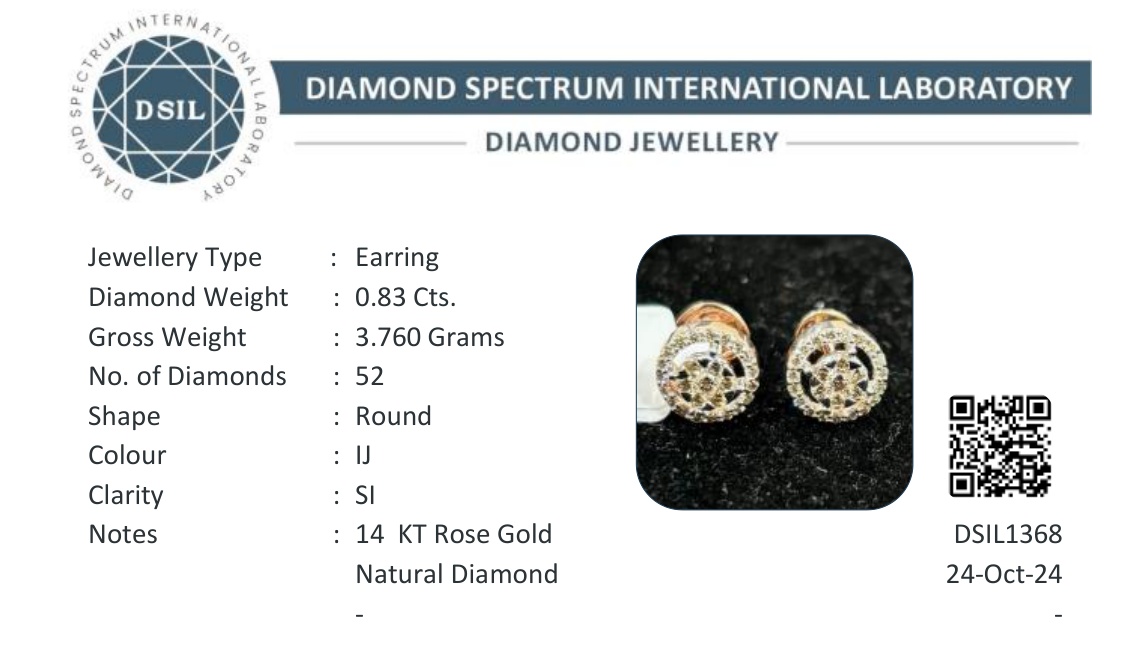 DIAMOND SPECTRUM INTERNATIONAL LABORATORY
DSIL
DIAMOND SPECTRUM INTERNATIONAL LABORATORY
DIAMOND JEWELLERY
Jewellery Type : Earring
Diamond Weight : 0.83 Cts.
Gross Weight : 3.760 Grams
No. of Diamonds : 52
Shape : Round
Colour : IJ
Clarity : SI
Notes : 14 KT Rose Gold DSIL1368
Natural Diamond 24-Oct-24
- -